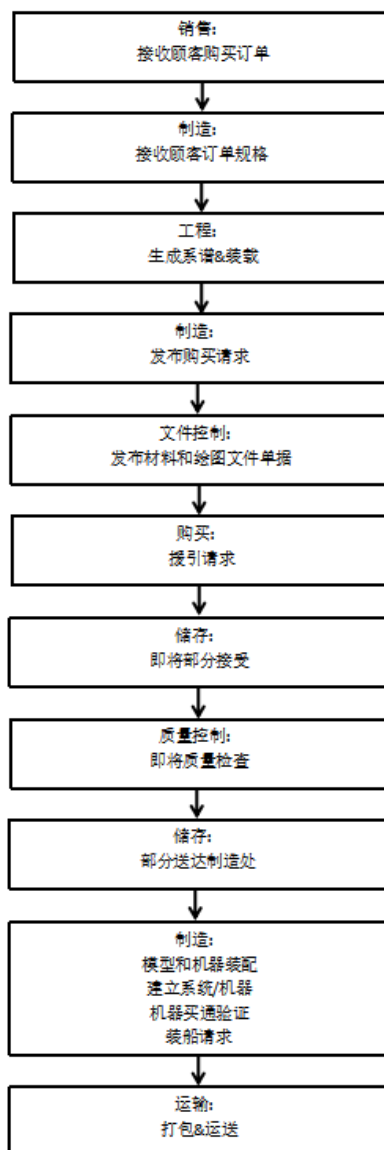 销售:
接收顾客购买订单
制造:
接收顾客订单规格
工程:
生成系谱&装载
制造:
发布购买请求
文件控制:
发布材料和绘图文件单据
购买:
援引请求
储存:
即将部分接受
质量控制:
即将质量检查
储存:
部分送达制造处
制造:
模型和机器装配
建立系统/机器
机器买通验证
装船请求
运输:
打包&运送